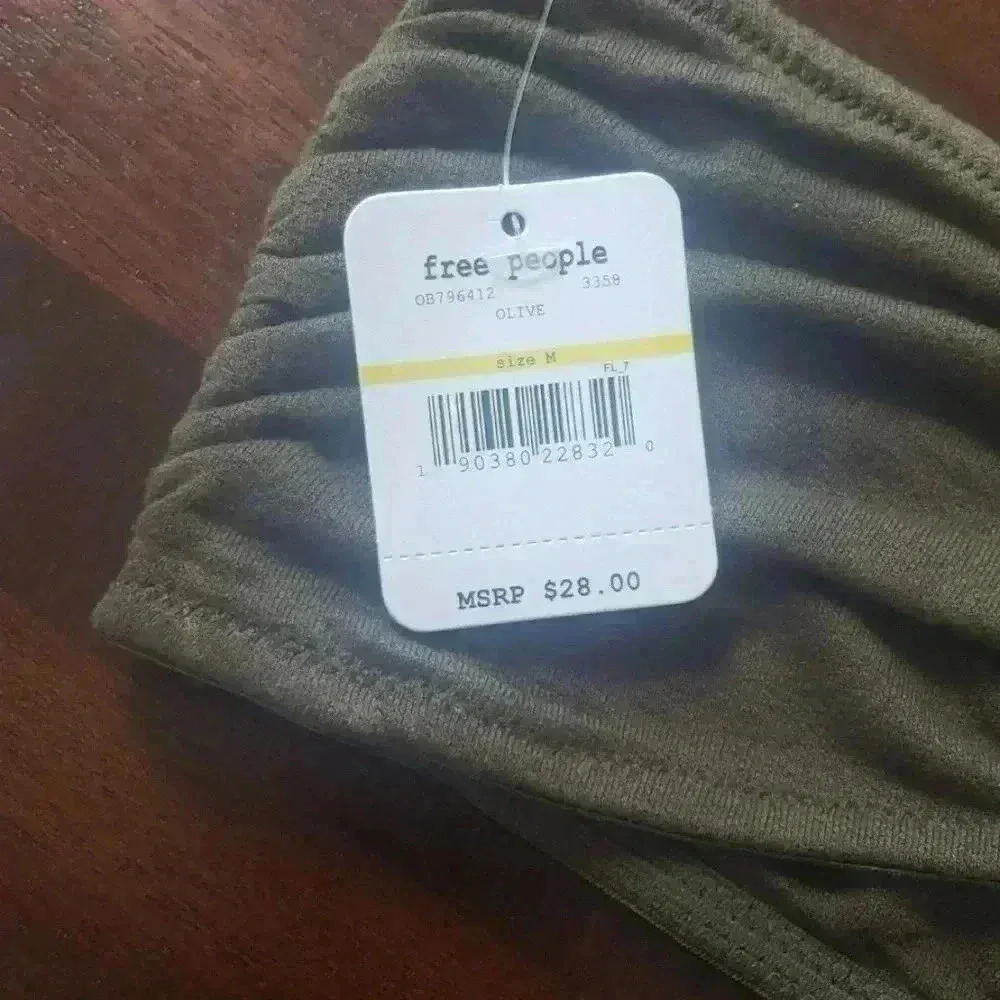 free people
OB796412 3358
OLIVE
size M
FL_7
1 90380 22832 0
MSRP $28.00